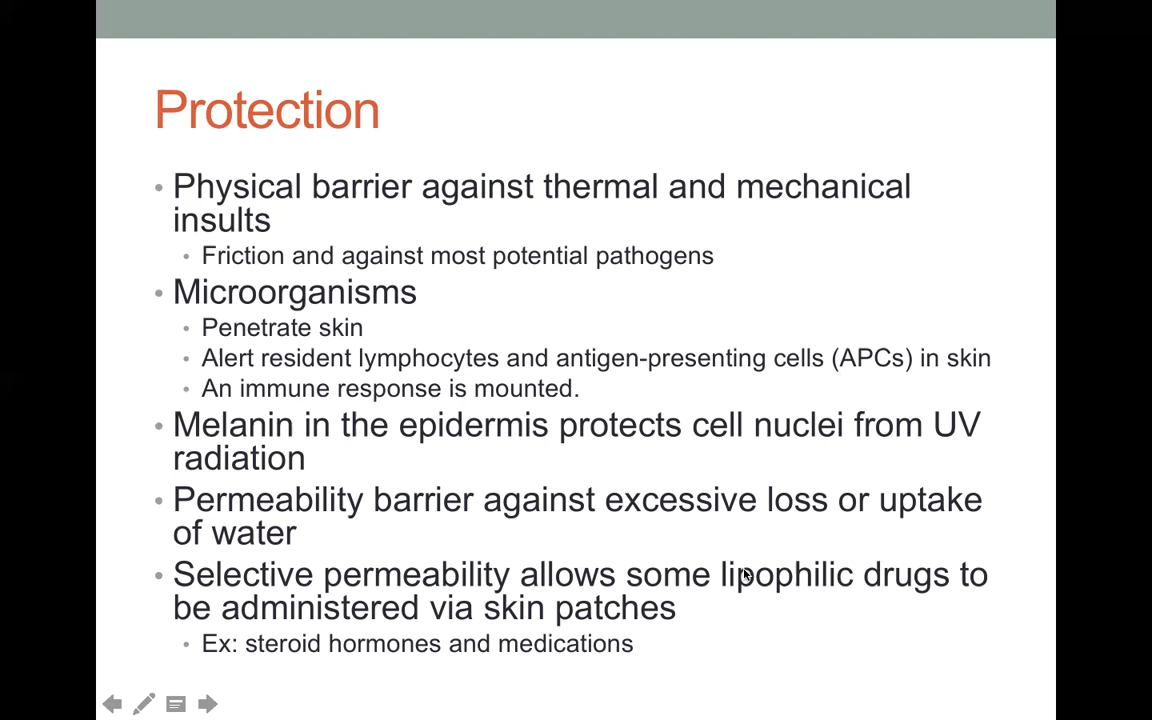 Protection
• Physical barrier against thermal and mechanical
insults
• Friction and against most potential pathogens
• Microorganisms
• Penetrate skin
• Alert resident lymphocytes and antigen-presenting cells (APCs) in skin
• An immune response is mounted.
• Melanin in the epidermis protects cell nuclei from UV
radiation
• Permeability barrier against excessive loss or uptake
of water
• Selective permeability allows some lipophilic drugs to
be administered via skin patches
• Ex: steroid hormones and medications